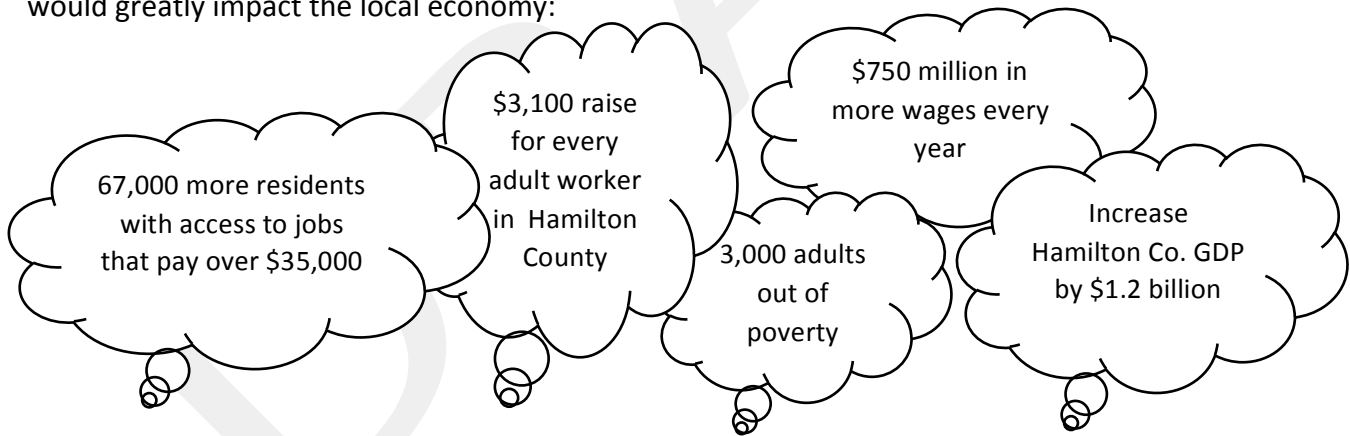 would greatly impact the local economy:
67,000 more residents
with access to jobs
that pay over $35,000
$3,100 raise
for every
adult worker
in Hamilton
County
$750 million in
more wages every
year
3,000 adults
out of
poverty
Increase
Hamilton Co. GDP
by $1.2 billion